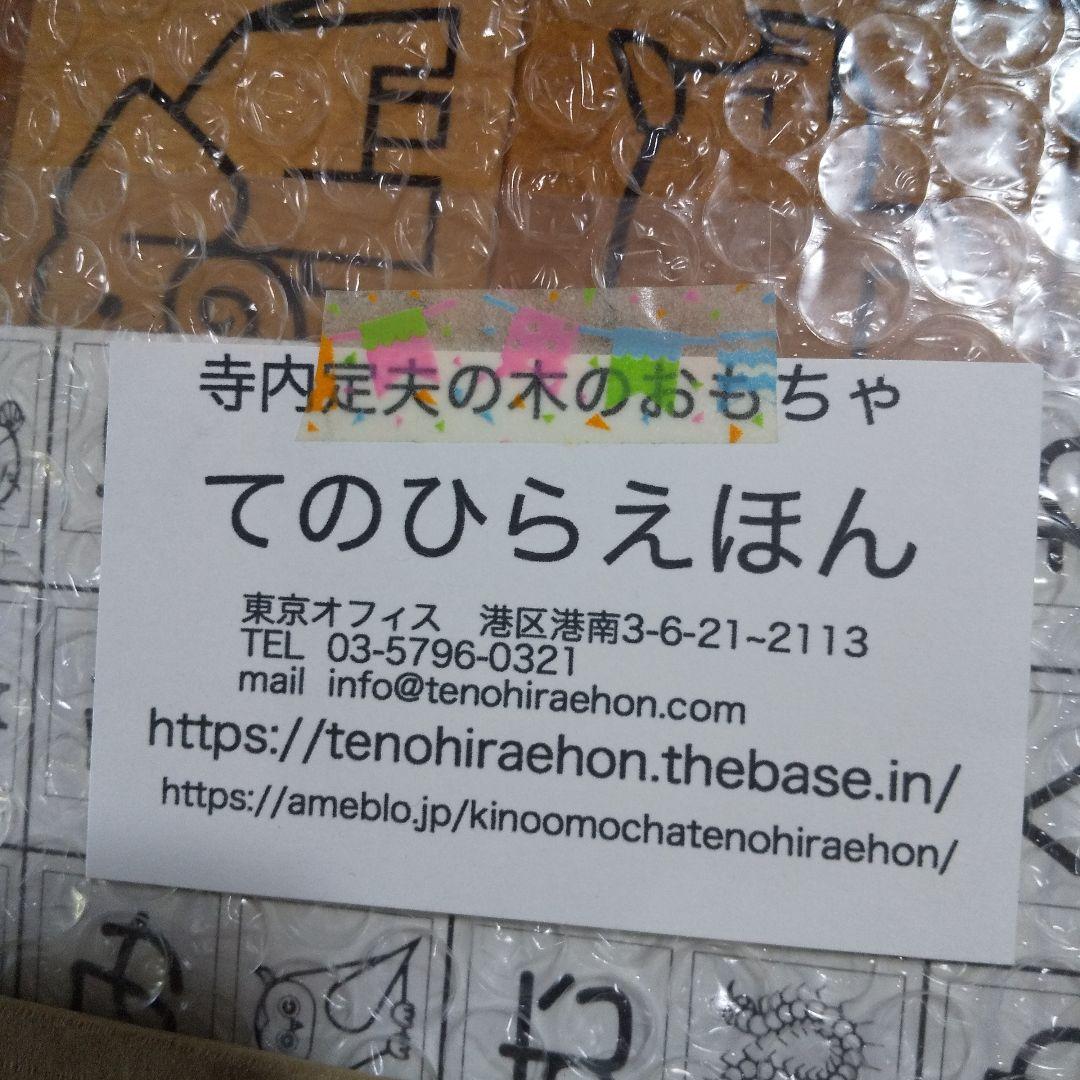 寺内定夫の木のおもちゃ
てのひらえほん
東京オフィス　港区港南3-6-21~2113
TEL 03-5796-0321
mail info@tenohiraehon.com
https://tenohiraehon.thebase.in/
https://ameblo.jp/kinoomochatenohiraehon/